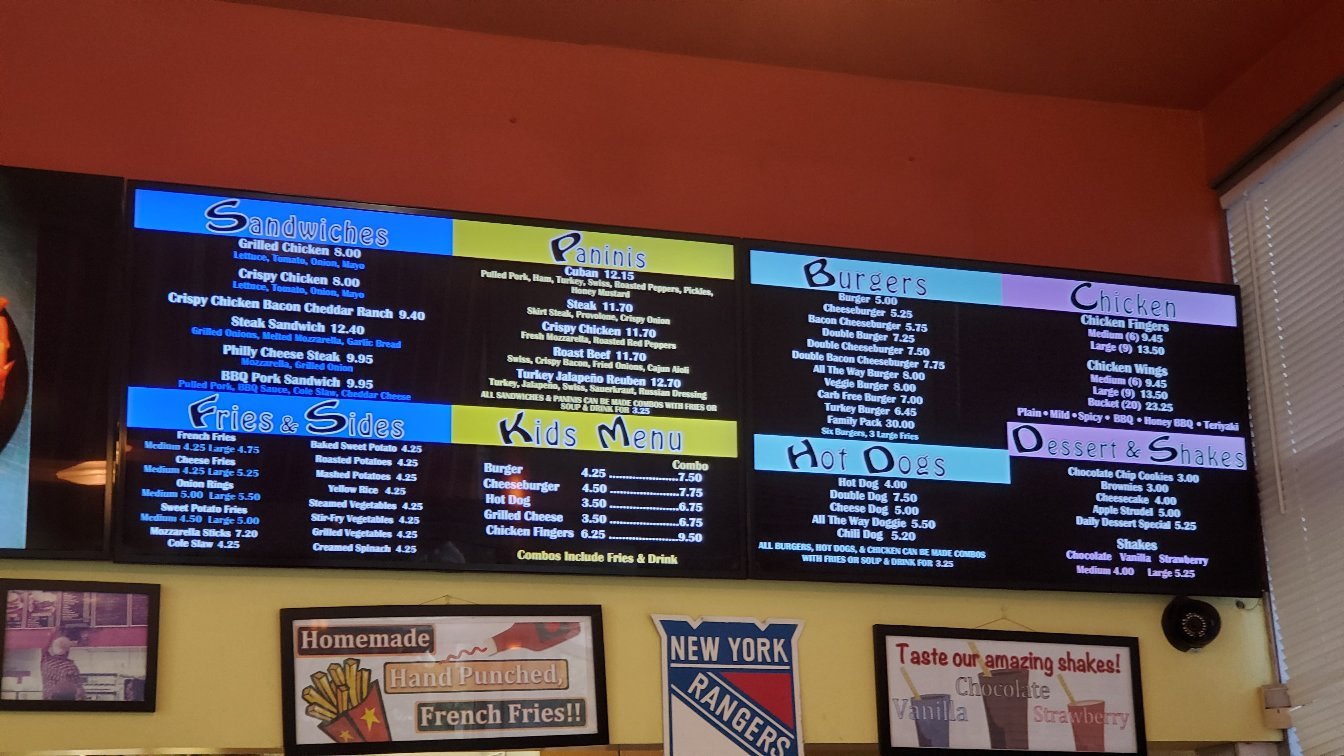 Sandwiches
Grilled Chicken 8.00
Lettuce, Tomato, Onion, Mayo
Crispy Chicken 8.00
Lettuce, Tomato, Onion, Mayo
Crispy Chicken Bacon Cheddar Ranch 9.40
Steak Sandwich 12.40
Grilled Onions, Melted Mozzarella, Garlic Bread
Philly Cheese Steak 9.95
Mozzarella, Grilled Onion
BBQ Pork Sandwich 9.95
Pulled Pork, BBQ Sauce, Cole Slaw, Cheddar Cheese
Fries & Sides
French Fries
Medium 4.25 Large 4.75
Cheese Fries
Medium 4.25 Large 5.25
Onion Rings
Medium 5.00 Large 5.50
Sweet Potato Fries
Medium 4.50 Large 5.00
Mozzarella Sticks 7.20
Cole Slaw 4.25
Baked Sweet Potato 4.25
Roasted Potatoes 4.25
Mashed Potatoes 4.25
Yellow Rice 4.25
Steamed Vegetables 4.25
Stir-Fry Vegetables 4.25
Grilled Vegetables 4.25
Creamed Spinach 4.25
Paninis
Cuban 12.15
Pulled Pork, Ham, Turkey, Swiss, Roasted Peppers, Pickles,
Honey Mustard
Steak 11.70
Skirt Steak, Provolone, Crispy Onion
Crispy Chicken 11.70
Fresh Mozzarella, Roasted Red Peppers
Roast Beef 11.70
Swiss, Crispy Bacon, Fried Onions, Cajun Aioli
Turkey Jalapeño Reuben 12.70
Turkey, Jalapeño, Swiss, Sauerkraut, Russian Dressing
ALL SANDWICHES & PANINIS CAN BE MADE COMBOS WITH FRIES OR
SOUP & DRINK FOR 3.25
Kids Menu
Combo
Burger 4.25 ......................7.50
Cheeseburger 4.50 ......................7.75
Hot Dog 3.50 ......................6.75
Grilled Cheese 3.50 ......................6.75
Chicken Fingers 6.25 ......................9.50
Combos Include Fries & Drink
Burgers
Burger 5.00
Cheeseburger 5.25
Bacon Cheeseburger 5.75
Double Burger 7.25
Double Cheeseburger 7.50
Double Bacon Cheeseburger 7.75
All The Way Burger 8.00
Veggie Burger 8.00
Carb Free Burger 7.00
Turkey Burger 6.45
Family Pack 30.00
Six Burgers, 3 Large Fries
Hot Dogs
Hot Dog 4.00
Double Dog 7.50
Cheese Dog 5.00
All The Way Doggie 5.50
Chili Dog 5.20
ALL BURGERS, HOT DOGS, & CHICKEN CAN BE MADE COMBOS
WITH FRIES OR SOUP & DRINK FOR 3.25
Chicken
Chicken Fingers
Medium (6) 9.45
Large (9) 13.50
Chicken Wings
Medium (6) 9.45
Large (9) 13.50
Bucket (20) 23.25
Plain • Mild • Spicy • BBQ • Honey BBQ • Teriyaki
Dessert & Shakes
Chocolate Chip Cookies 3.00
Brownies 3.00
Cheesecake 4.00
Apple Strudel 5.00
Daily Dessert Special 5.25
Shakes
Chocolate Vanilla Strawberry
Medium 4.00 Large 5.25
Homemade
Hand Punched,
French Fries!!
NEW YORK
RANGERS
Taste our amazing shakes!
Chocolate
Vanilla
Strawberry